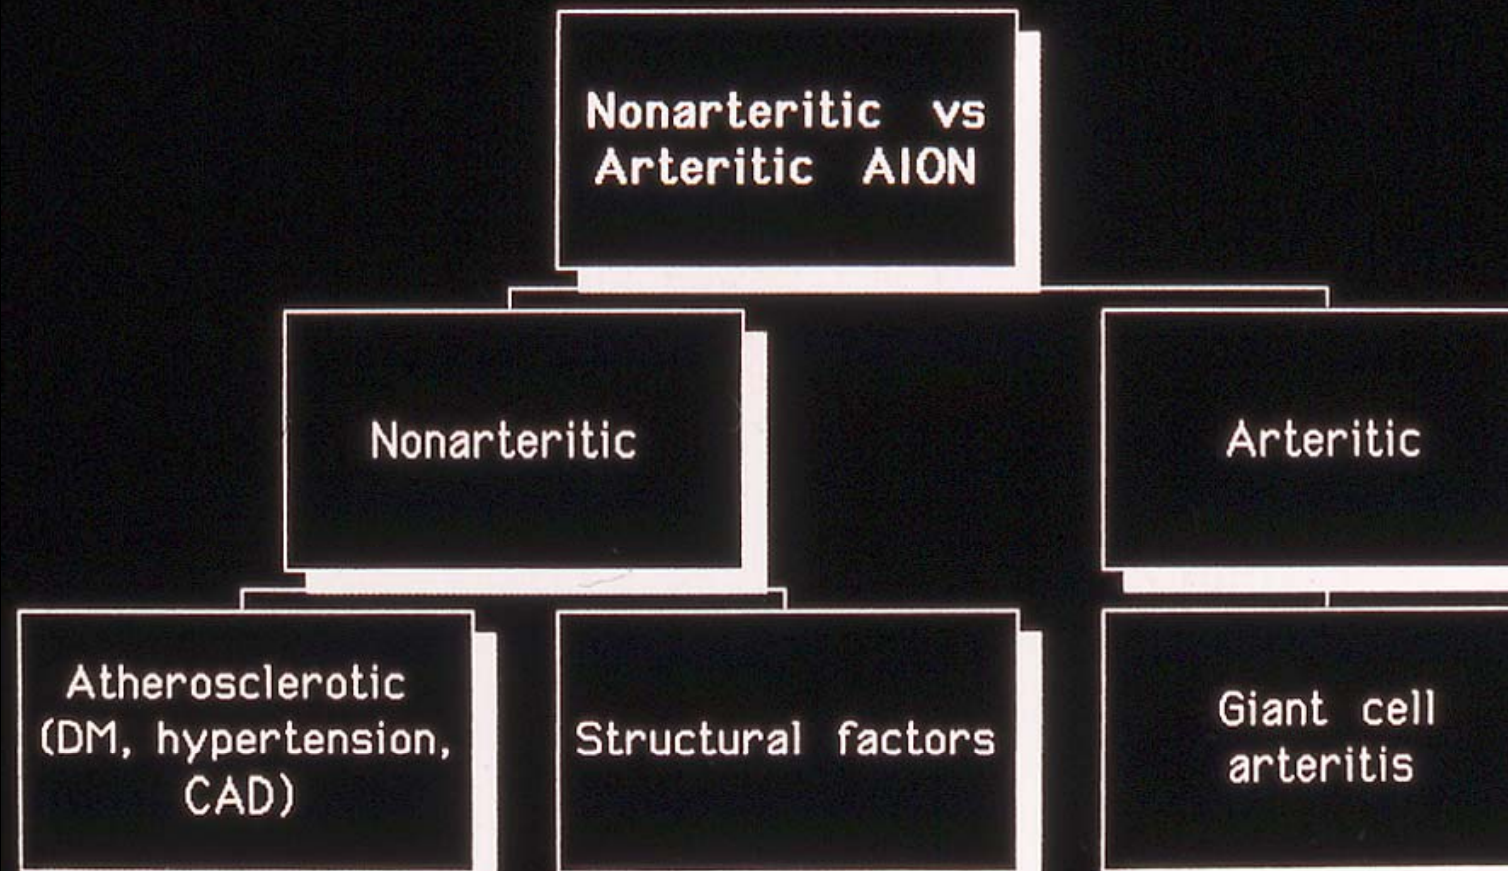 Nonarteritic vs
Arteritic AION
Nonarteritic
Arteritic
Atherosclerotic
(DM, hypertension,
CAD)
Structural factors
Giant cell
arteritis